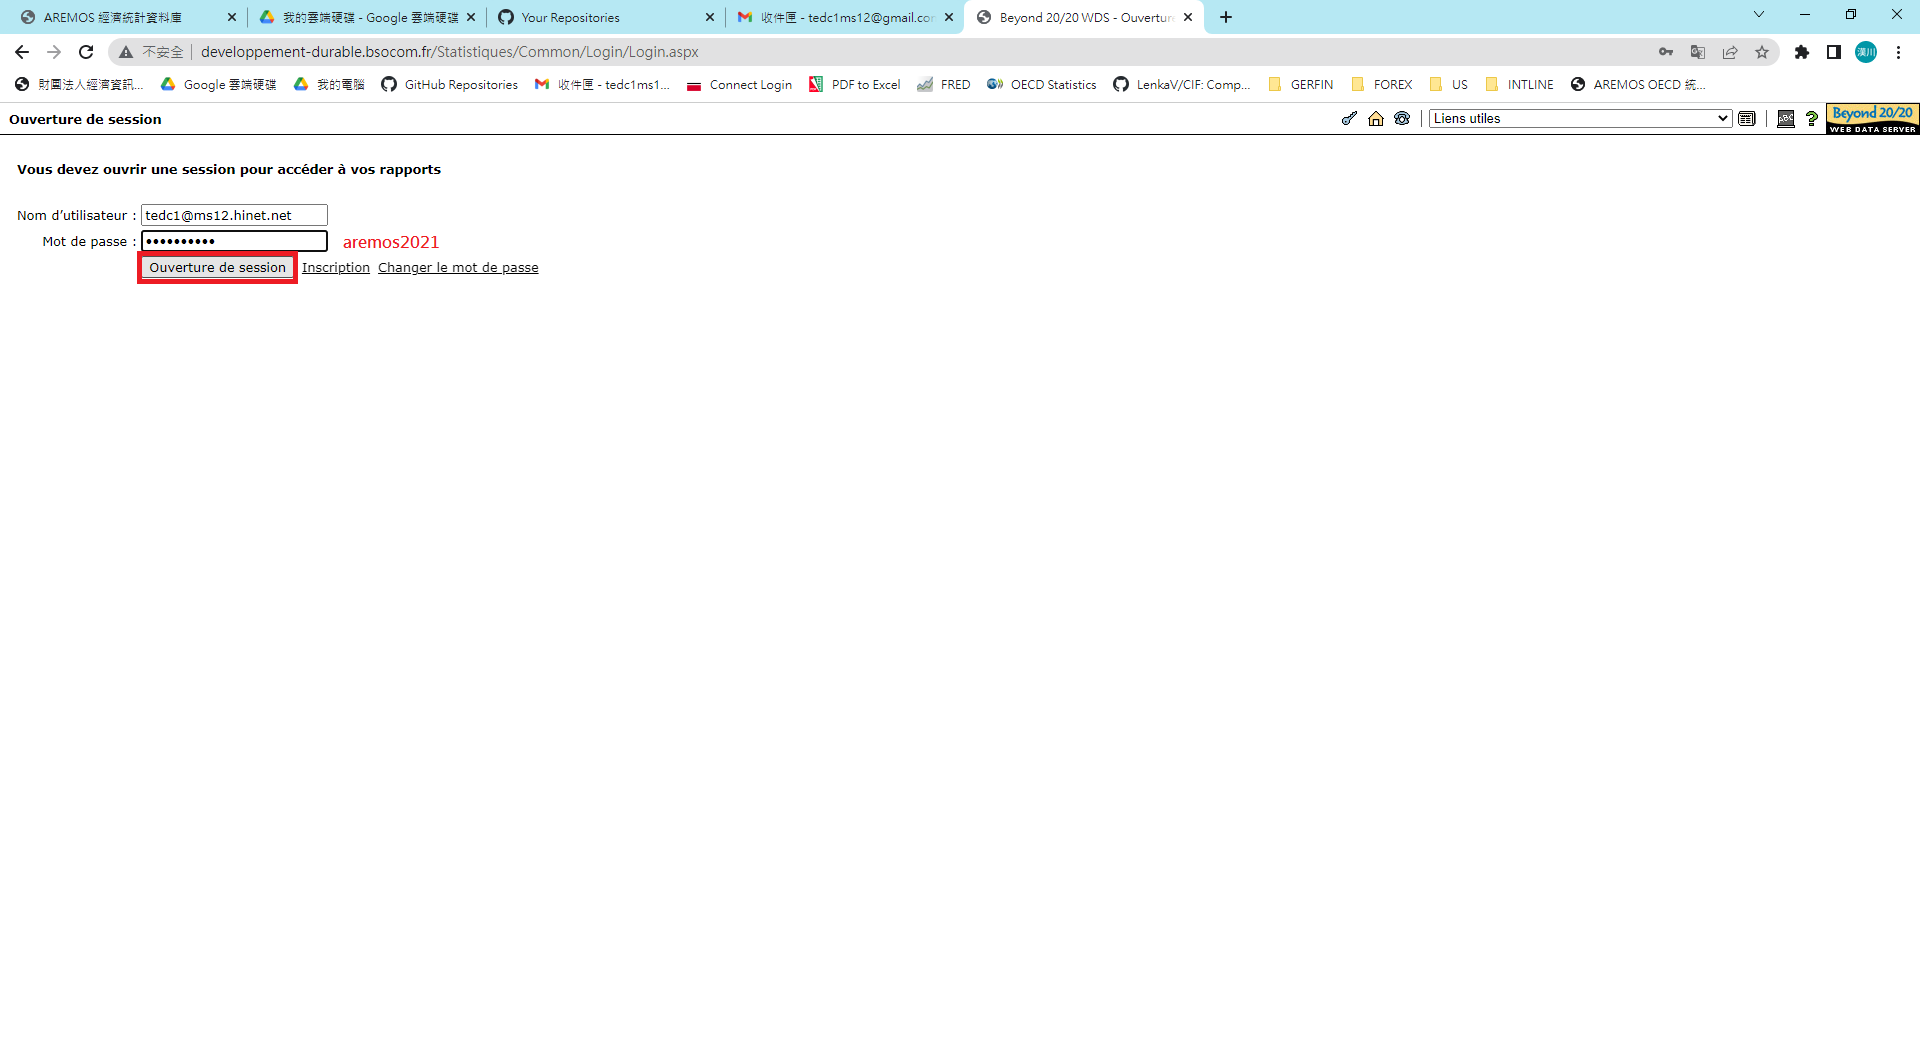 AREMOS 經濟統計資料庫
我的雲端硬碟 - Google 雲端硬碟
Your Repositories
收件匣 - tedc1ms12@gmail.com
Beyond 20/20 WDS - Ouverture
不安全
developpement-durable.bsocom.fr/Statistiques/Common/Login/Login.aspx
漢川
財團法人經濟資訊...
Google 雲端硬碟
我的電腦
GitHub Repositories
收件匣 - tedc1ms1...
Connect Login
PDF to Excel
FRED
OECD Statistics
LenkaV/CIF: Comp...
GERFIN
FOREX
US
INTLINE
AREMOS OECD 統...
Ouverture de session
Liens utiles
ABC
?
Beyond 20/20
WEB DATA SERVER
Vous devez ouvrir une session pour accéder à vos rapports
Nom d’utilisateur : tedc1@ms12.hinet.net
Mot de passe : •••••••••• aremos2021
Ouverture de session Inscription Changer le mot de passe